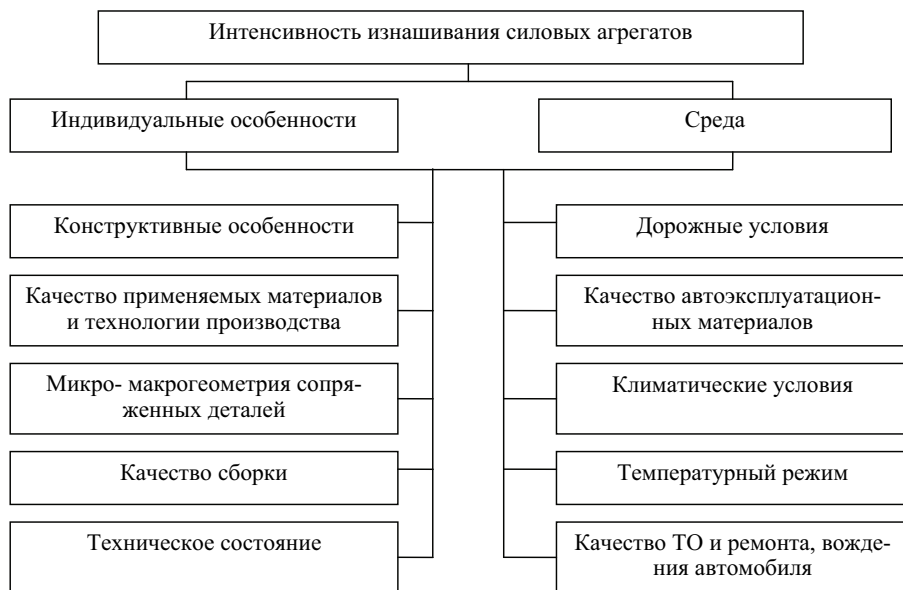 Интенсивность изнашивания силовых агрегатов
Индивидуальные особенности
Среда
Конструктивные особенности
Дорожные условия
Качество применяемых материалов
и технологии производства
Качество автоэксплуатацион-
ных материалов
Микро- макрогеометрия сопря-
женных деталей
Климатические условия
Качество сборки
Температурный режим
Техническое состояние
Качество ТО и ремонта, вожде-
ния автомобиля